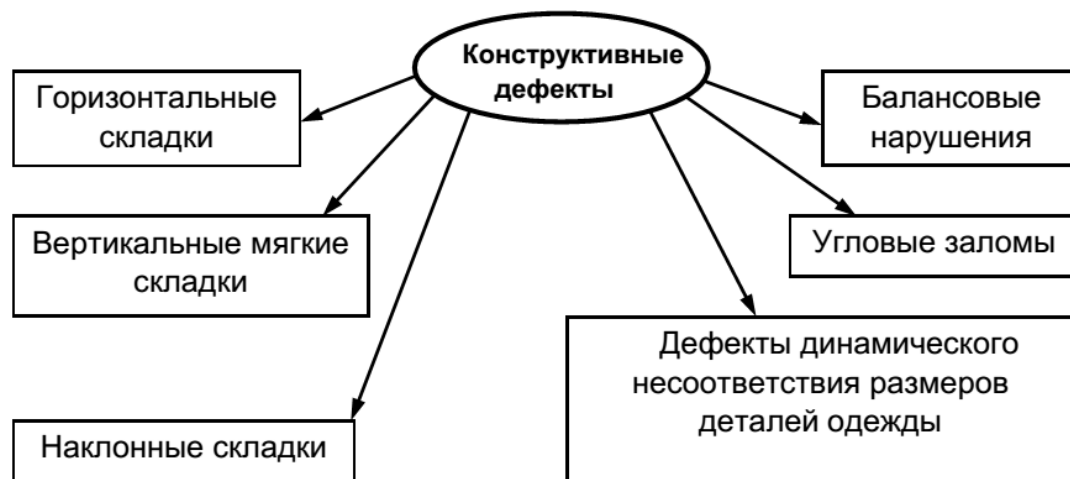 Конструктивные
дефекты
Горизонтальные
складки
Балансовые
нарушения
Вертикальные мягкие
складки
Угловые заломы
Дефекты динамического
несоответствия размеров
деталей одежды
Наклонные складки